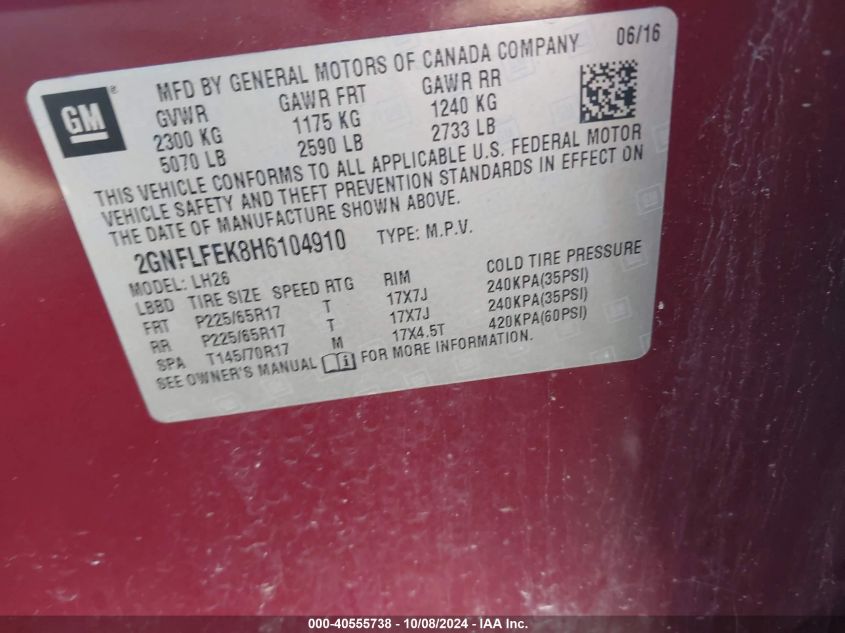 GM
MFD BY GENERAL MOTORS OF CANADA COMPANY 06/16
GVWR GAWR FRT GAWR RR
2300 KG 1175 KG 1240 KG
5070 LB 2590 LB 2733 LB
THIS VEHICLE CONFORMS TO ALL APPLICABLE U.S. FEDERAL MOTOR
VEHICLE SAFETY AND THEFT PREVENTION STANDARDS IN EFFECT ON
THE DATE OF MANUFACTURE SHOWN ABOVE.
2GNFLFEK8H6104910 TYPE: M.P.V.
MODEL: LH26
LBBD TIRE SIZE SPEED RTG RIM COLD TIRE PRESSURE
FRT P225/65R17 T 17X7J 240KPA(35PSI)
RR P225/65R17 T 17X7J 240KPA(35PSI)
SPA T145/70R17 M 17X4.5T 420KPA(60PSI)
SEE OWNER'S MANUAL FOR MORE INFORMATION.
000-40555738 - 10/08/2024 - IAA Inc.